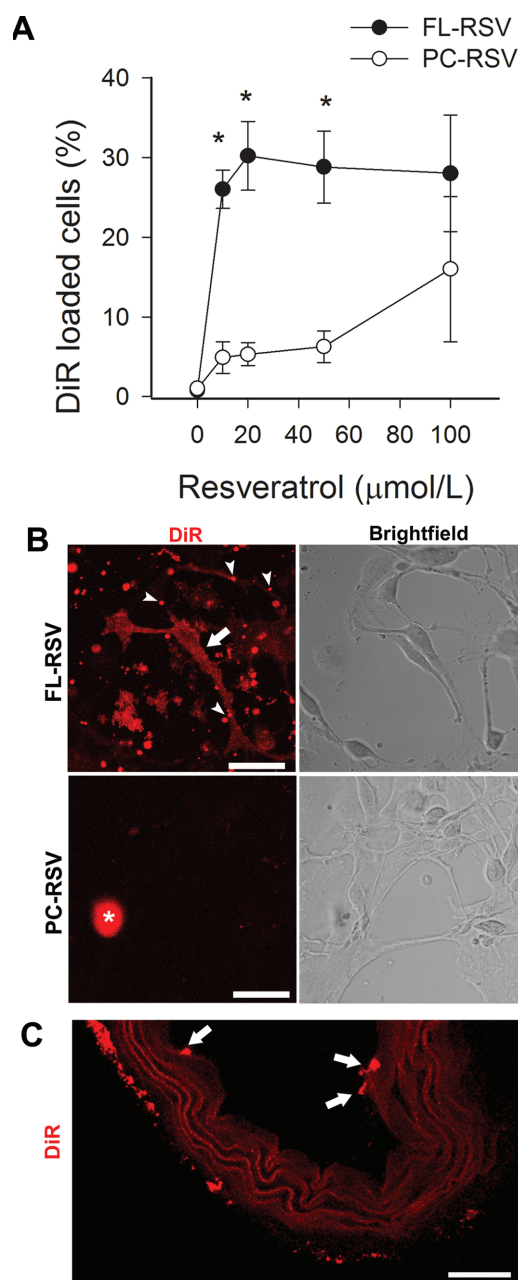 A
FL-RSV
PC-RSV
*
*
*
40
30
20
10
0
DiR loaded cells (%)
0 20 40 60 80 100
Resveratrol (μmol/L)
B
DiR
Brightfield
FL-RSV
PC-RSV
*
C
DiR